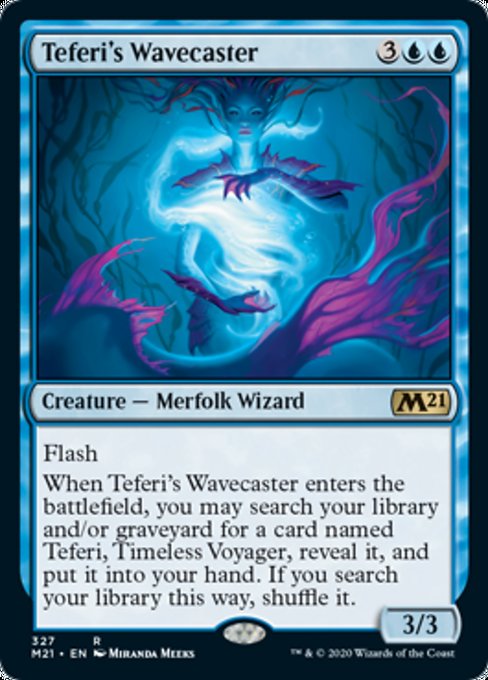 Teferi's Wavecaster 3
Creature — Merfolk Wizard M21
Flash
When Teferi's Wavecaster enters the
battlefield, you may search your library
and/or graveyard for a card named
Teferi, Timeless Voyager, reveal it, and
put it into your hand. If you search
your library this way, shuffle it.
3/3
327 R
M21 • EN Miranda Meeks ™ & © 2020 Wizards of the Coast